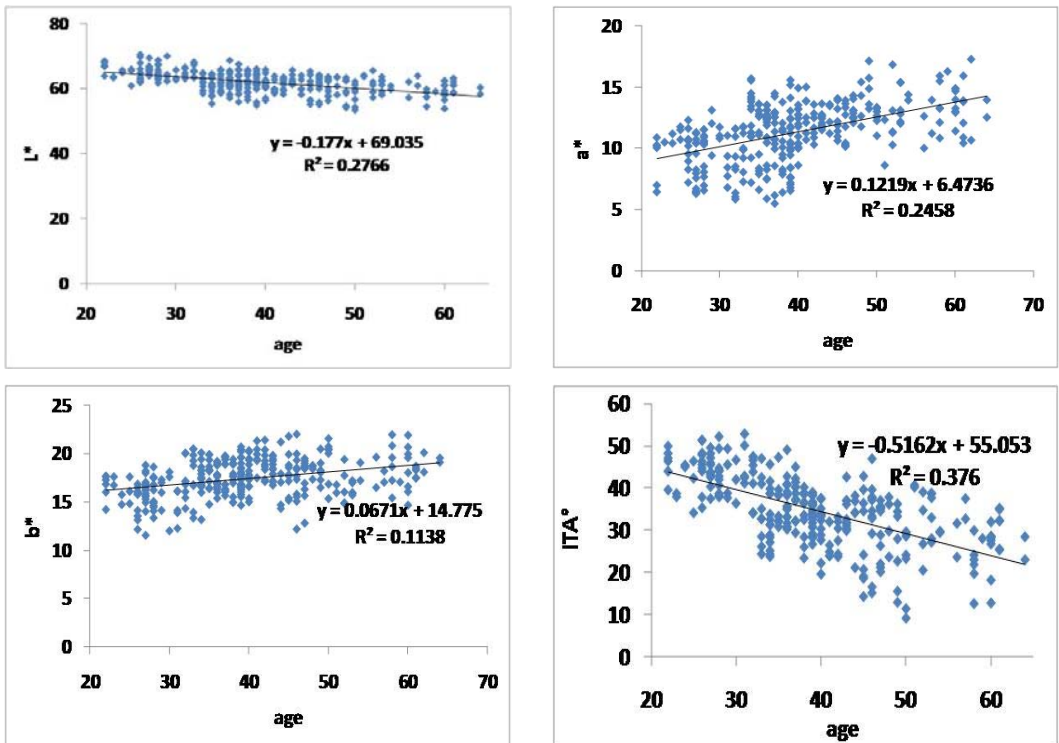 80
60
40
20
0
L*
y = -0.177x + 69.035
R² = 0.2766
20 30 40 50 60
age
20
15
10
5
0
a*
y = 0.1219x + 6.4736
R² = 0.2458
20 30 40 50 60 70
age
25
20
15
10
5
0
b*
y = 0.0671x + 14.775
R² = 0.1138
20 30 40 50 60 70
age
60
50
40
30
20
10
0
ITA°
y = -0.5162x + 55.053
R² = 0.376
20 30 40 50 60
age